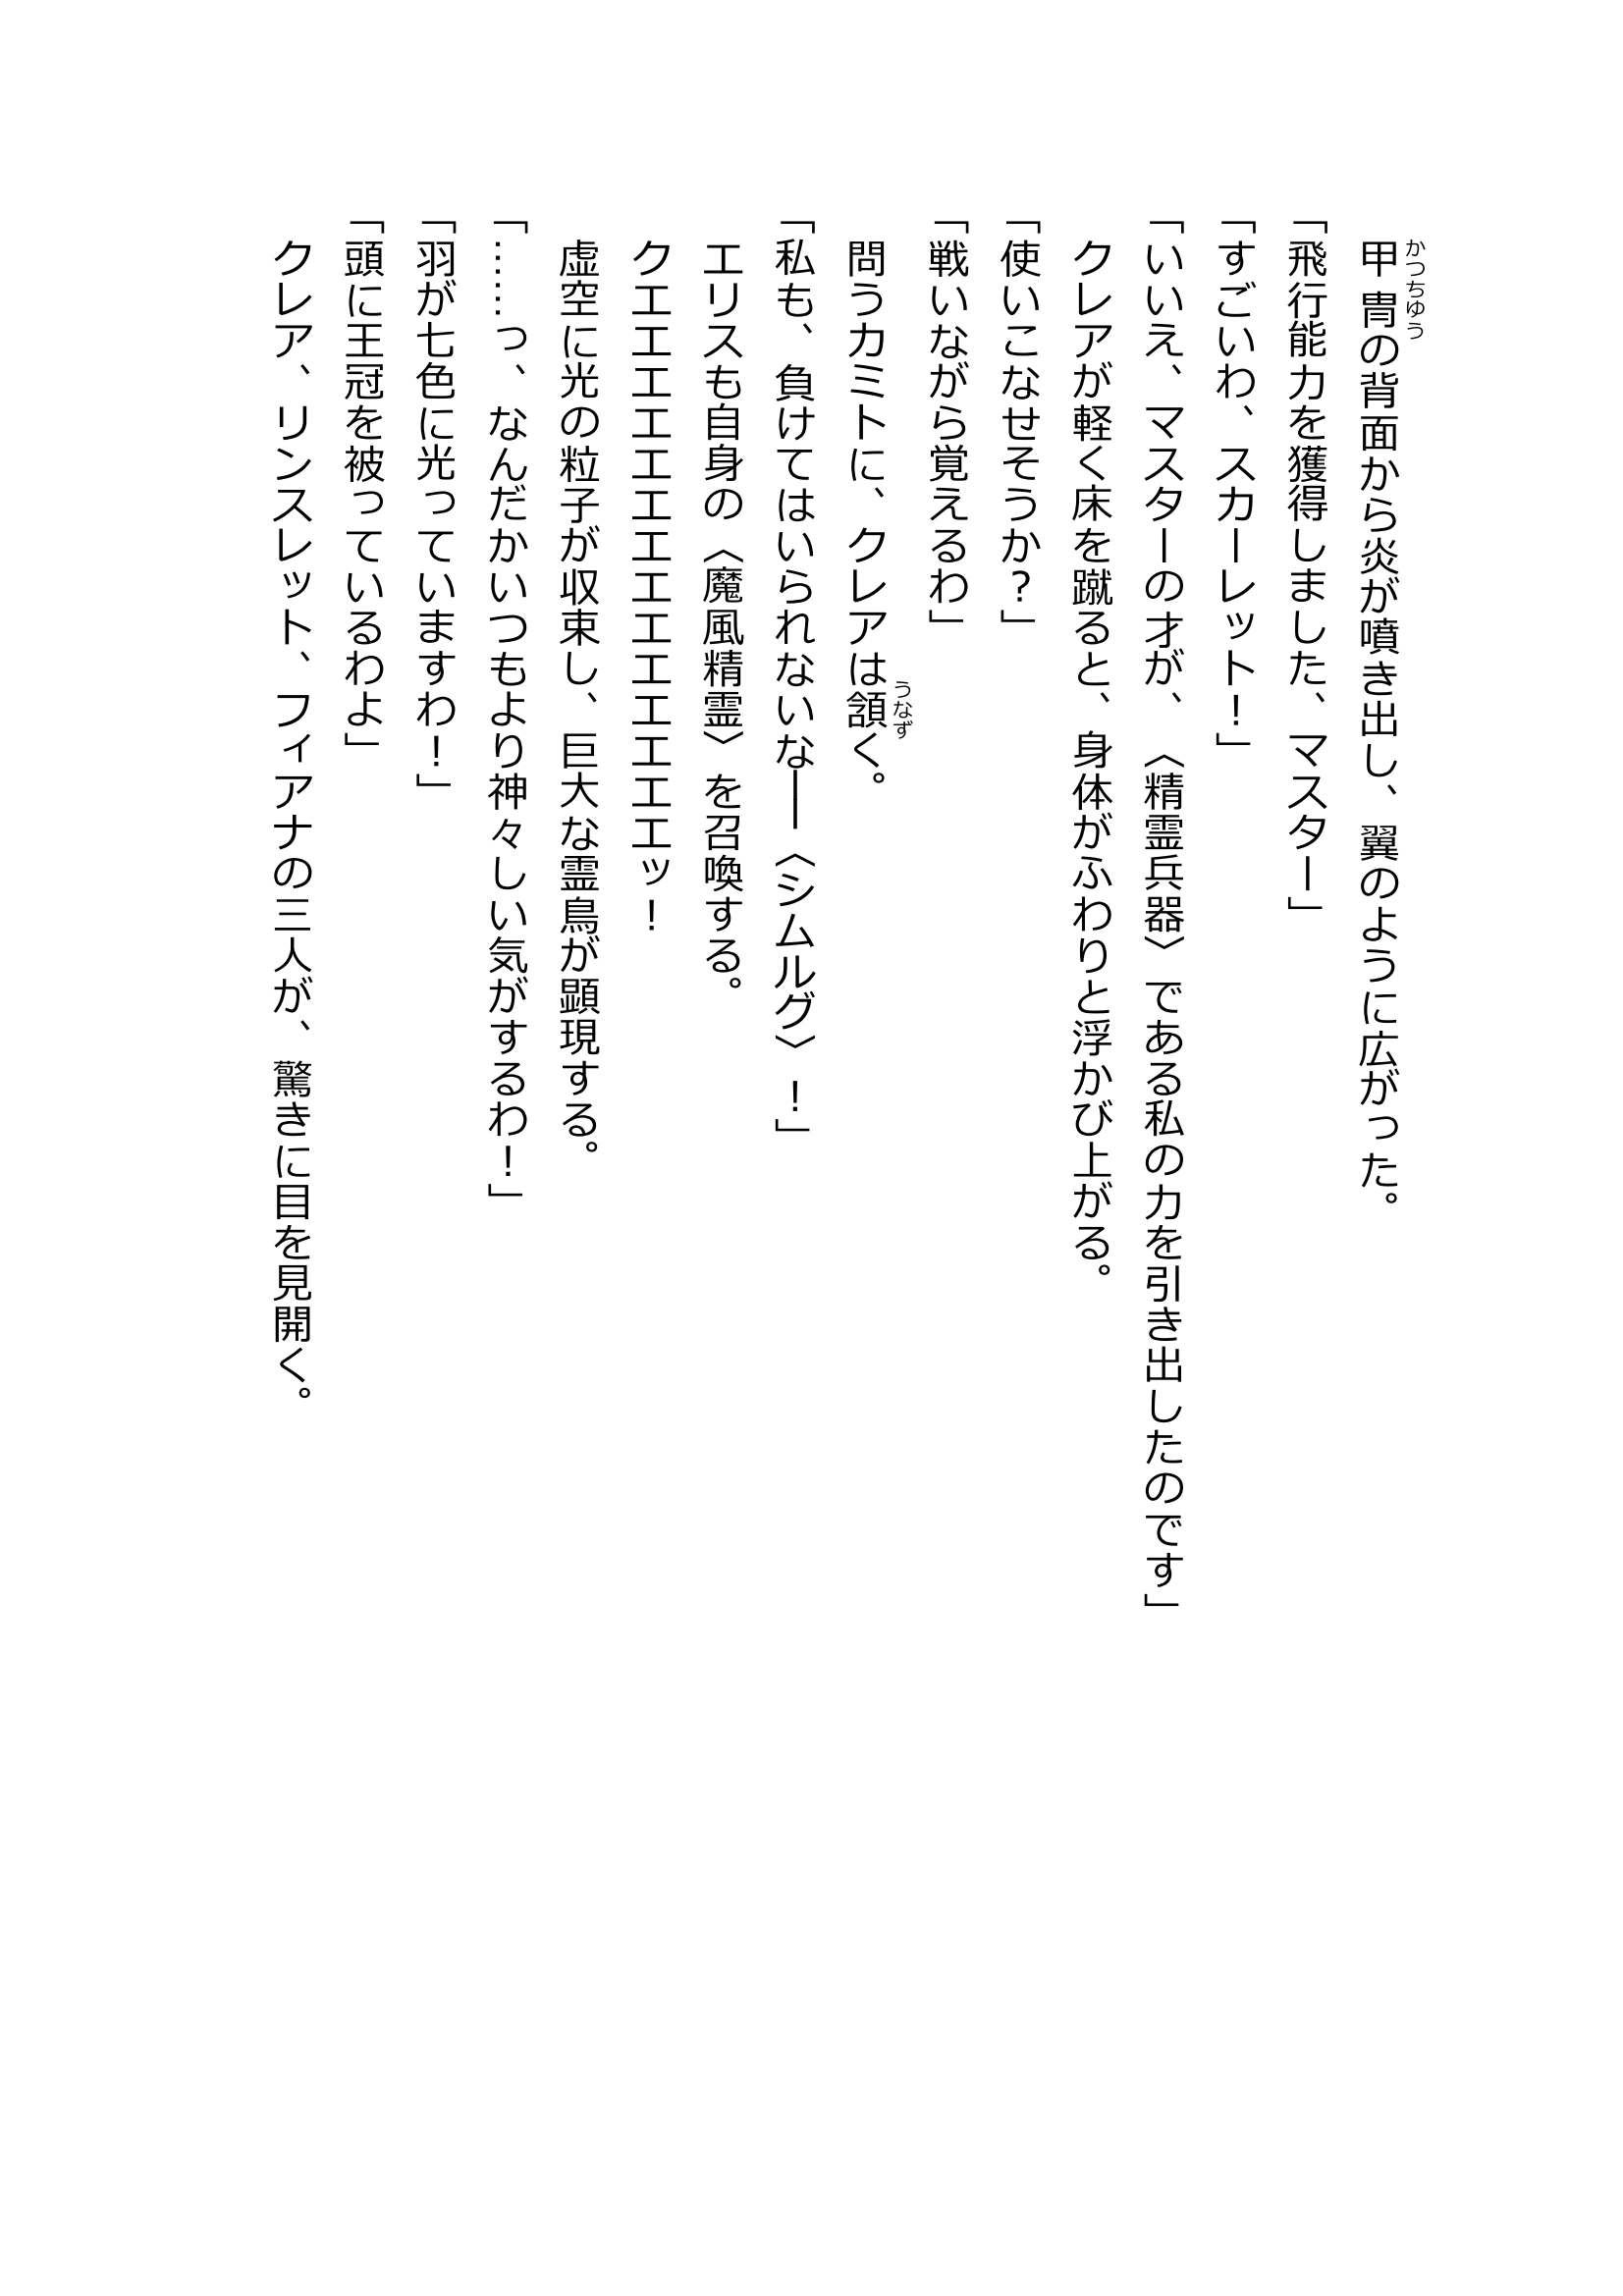 甲冑の背面から炎が噴き出し、翼のように広がった。
かつちゆう
「飛行能力を獲得しました、マスター」
「すごいわ、スカーレット！」
「いいえ、マスターの才が、〈精霊兵器〉である私の力を引き出したのです」
クレアが軽く床を蹴ると、身体がふわりと浮かび上がる。
「使いこなせそうか？」
「戦いながら覚えるわ」
問うカミトに、クレアは頷く。
うなず
「私も、負けてはいられないな――〈シムルグ〉！」
エリスも自身の〈魔風精霊〉を召喚する。
クエエエエエエエエエエエエエエッ！
虚空に光の粒子が収束し、巨大な霊鳥が顕現する。
「……っ、なんだかいつもより神々しい気がするわ！」
「羽が七色に光っていますわ！」
「頭に王冠を被っているわよ」
クレア、リンスレット、フィアナの三人が、驚きに目を見開く。